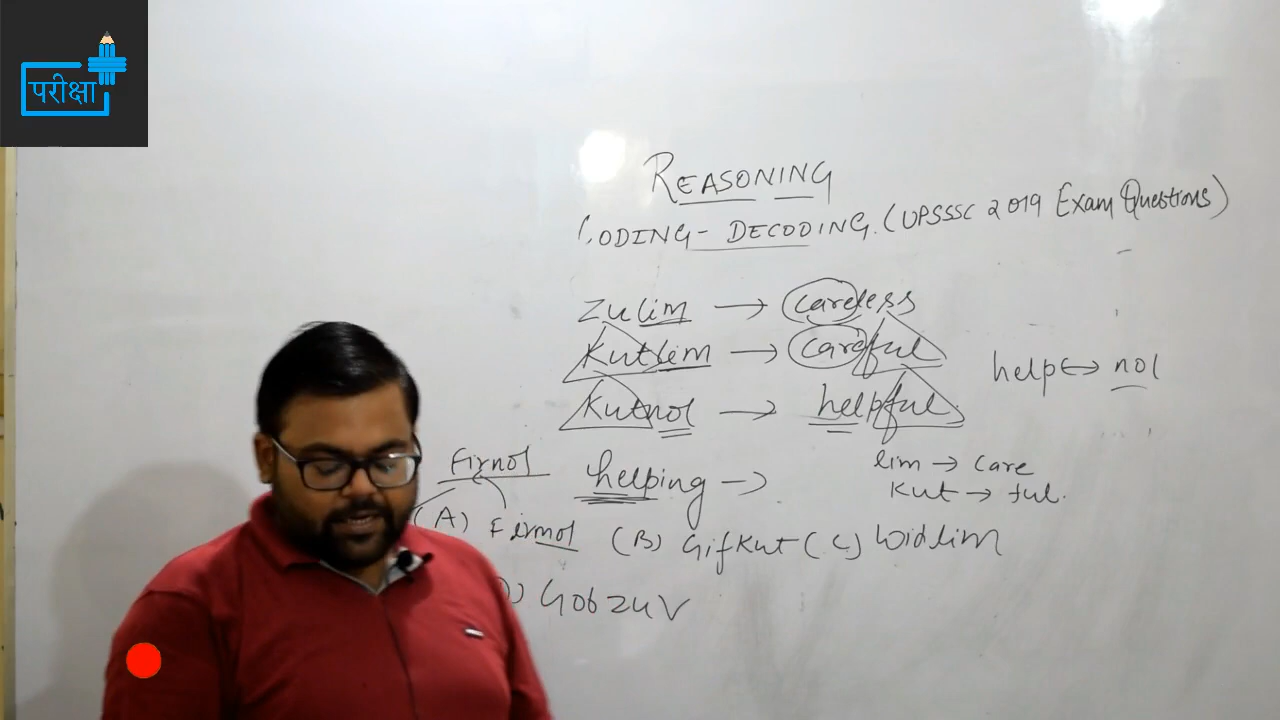 परीक्षा
REASONING
CODING - DECODING. (UPSSSC 2019 Exam Questions)
Zulim → careless
Kutlim → careful
Kutnol → helpful
help ↔ nol
lim → care
Kut → ful.
Firnol
helping →
(A) Firnol (B) GifKut (C) Widlim
(D) Gobzuv